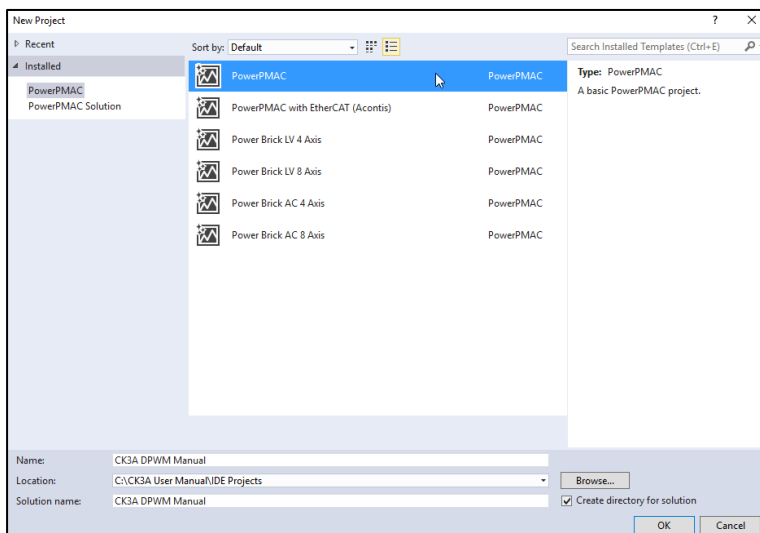 New Project
Recent
Installed
PowerPMAC
PowerPMAC Solution
Sort by: Default
Search Installed Templates (Ctrl+E)
PowerPMAC PowerPMAC
PowerPMAC with EtherCAT (Acontis) PowerPMAC
Power Brick LV 4 Axis PowerPMAC
Power Brick LV 8 Axis PowerPMAC
Power Brick AC 4 Axis PowerPMAC
Power Brick AC 8 Axis PowerPMAC
Type: PowerPMAC
A basic PowerPMAC project.
Name: CK3A DPWM Manual
Location: C:\CK3A User Manual\IDE Projects Browse...
Solution name: CK3A DPWM Manual Create directory for solution
OK Cancel